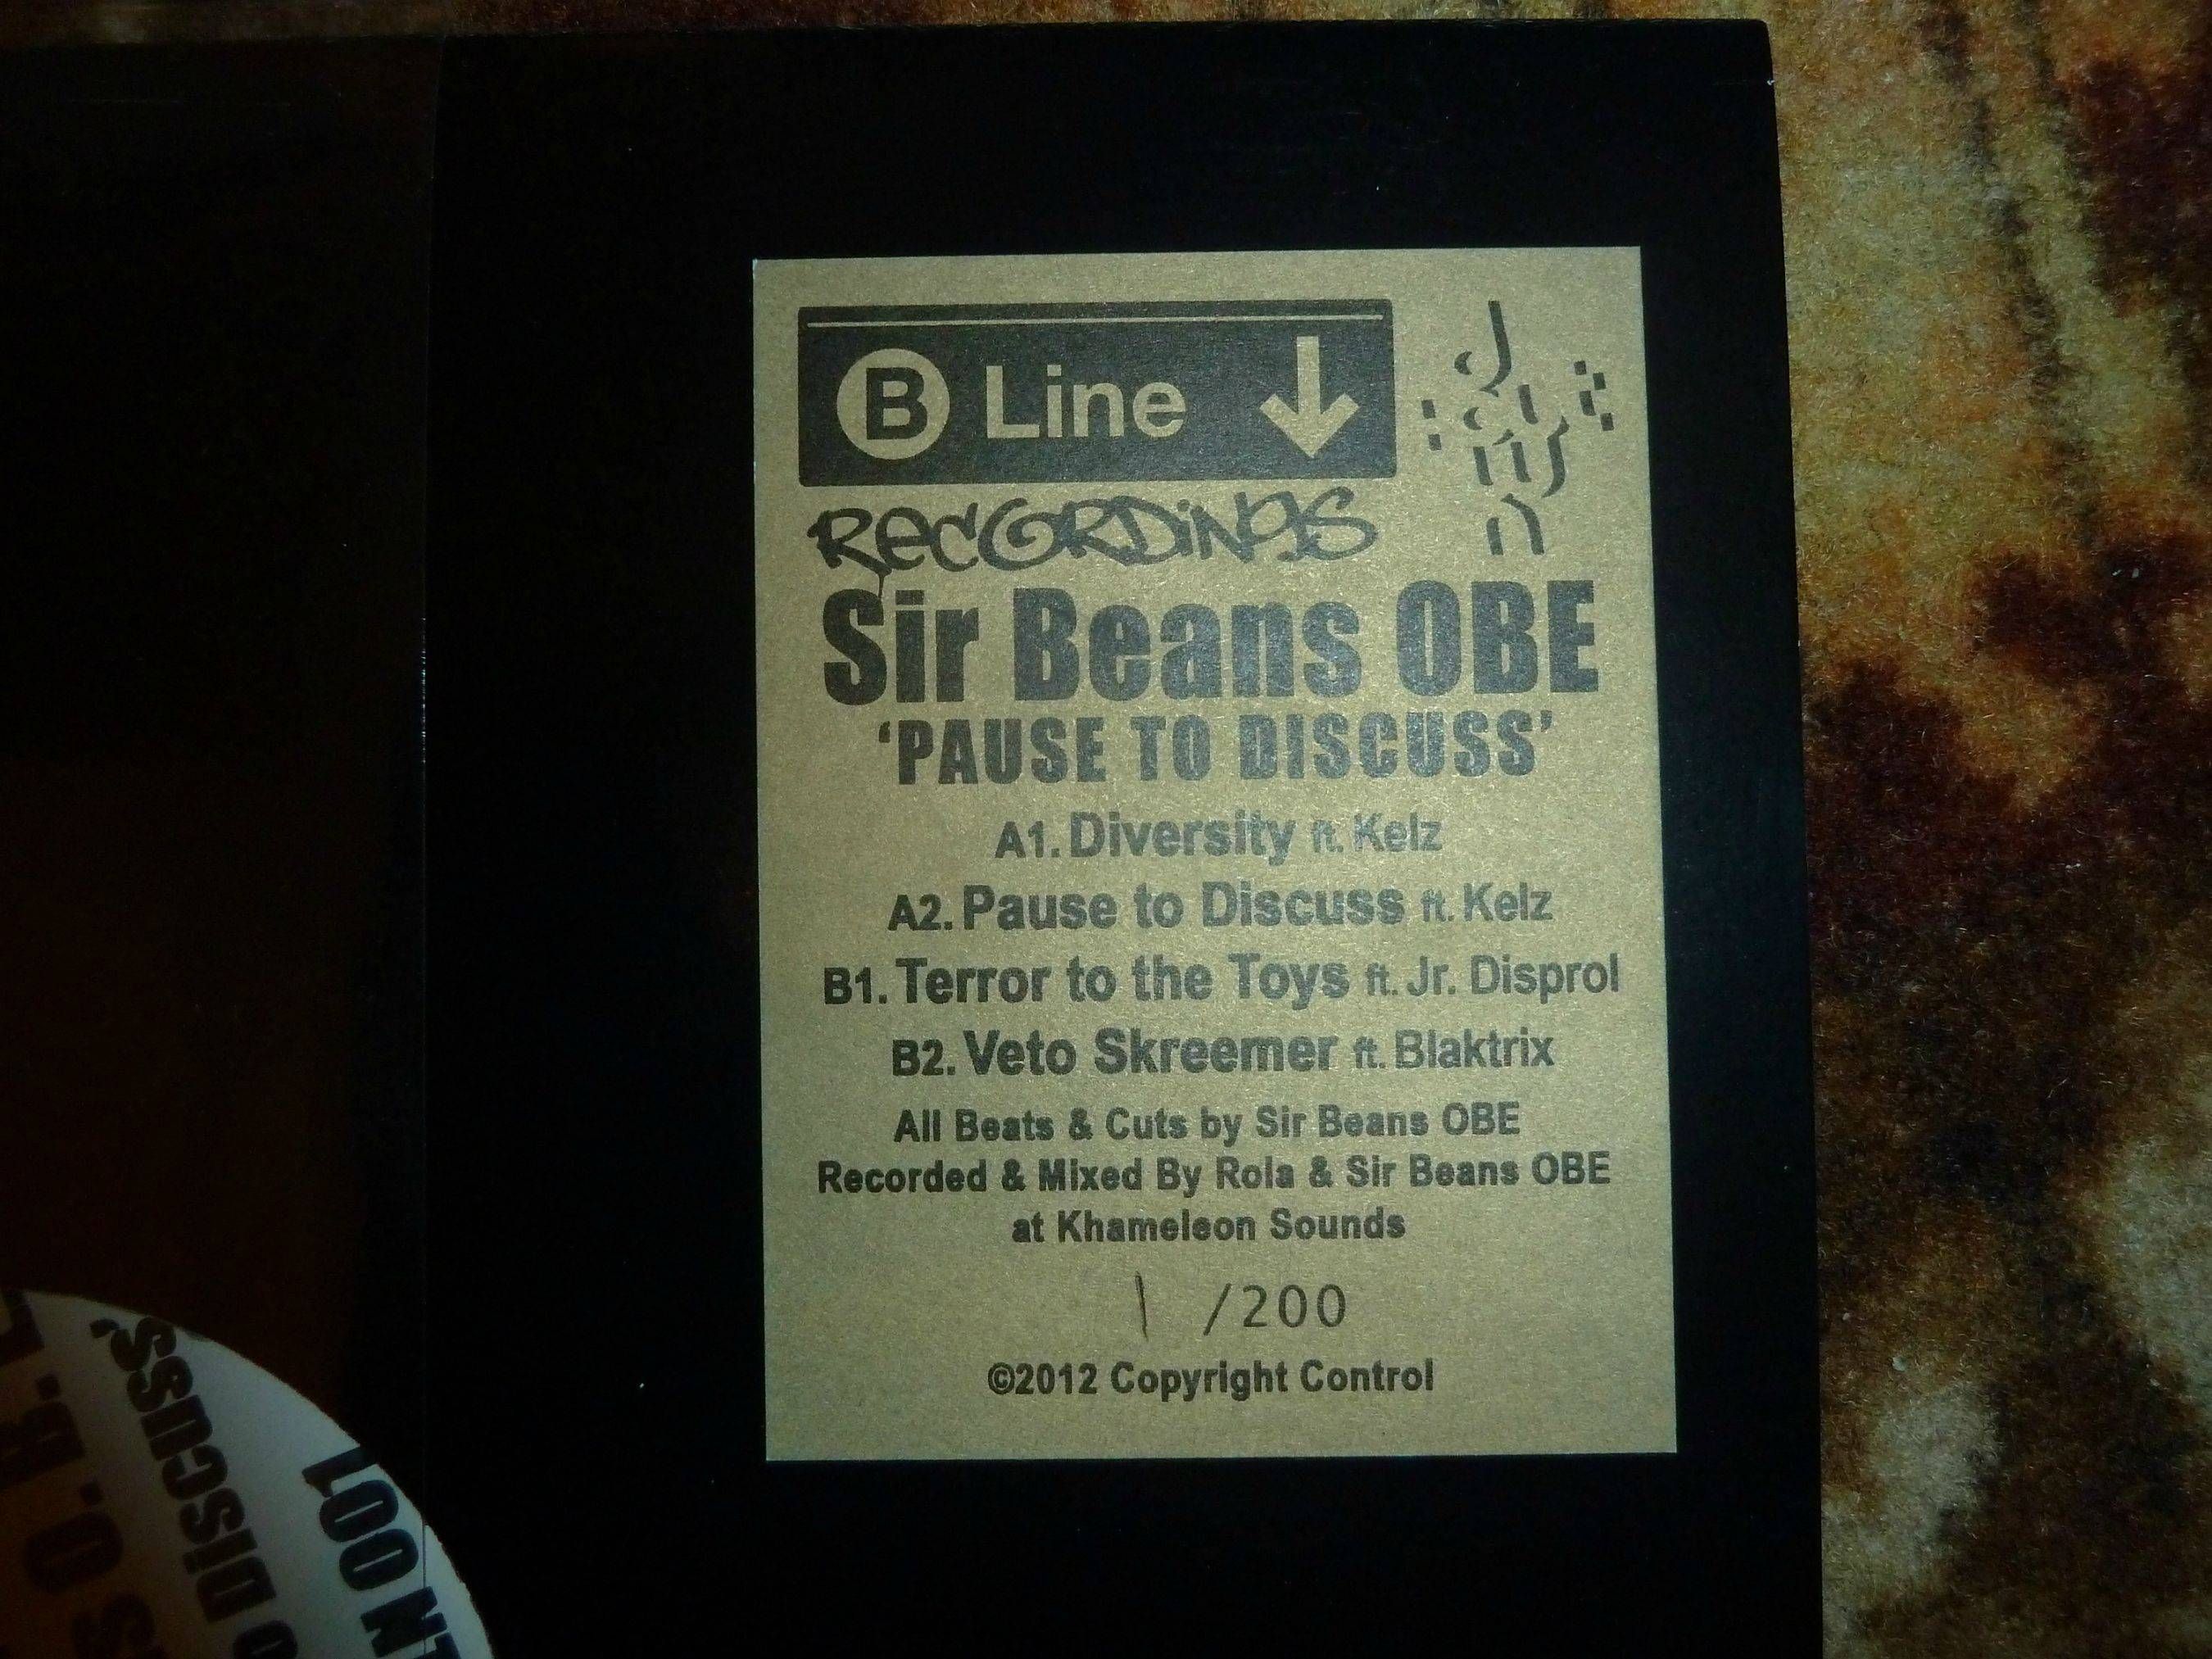 B Line
RECORDINGS
Sir Beans OBE
‘PAUSE TO DISCUSS’
A1. Diversity ft. Kelz
A2. Pause to Discuss ft. Kelz
B1. Terror to the Toys ft. Jr. Disprol
B2. Veto Skreemer ft. Blaktrix
All Beats & Cuts by Sir Beans OBE
Recorded & Mixed By Rola & Sir Beans OBE
at Khameleon Sounds
1 /200
©2012 Copyright Control
DISCUSS’
001